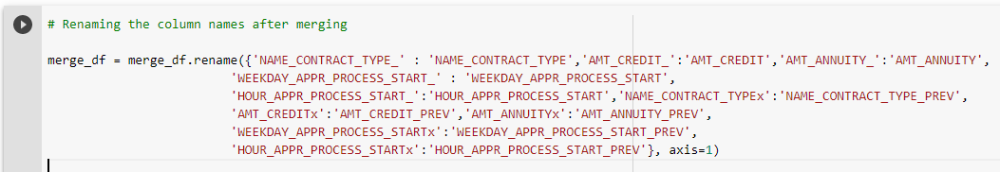 # Renaming the column names after merging
merge_df = merge_df.rename({'NAME_CONTRACT_TYPE_' : 'NAME_CONTRACT_TYPE','AMT_CREDIT_':'AMT_CREDIT','AMT_ANNUITY_':'AMT_ANNUITY',
'WEEKDAY_APPR_PROCESS_START_' : 'WEEKDAY_APPR_PROCESS_START',
'HOUR_APPR_PROCESS_START_':'HOUR_APPR_PROCESS_START','NAME_CONTRACT_TYPEx':'NAME_CONTRACT_TYPE_PREV',
'AMT_CREDITx':'AMT_CREDIT_PREV','AMT_ANNUITYx':'AMT_ANNUITY_PREV',
'WEEKDAY_APPR_PROCESS_STARTx':'WEEKDAY_APPR_PROCESS_START_PREV',
'HOUR_APPR_PROCESS_STARTx':'HOUR_APPR_PROCESS_START_PREV'}, axis=1)